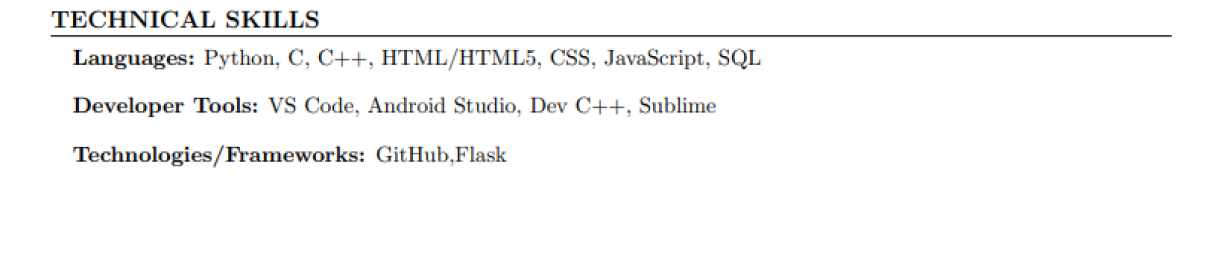 TECHNICAL SKILLS
Languages: Python, C, C++, HTML/HTML5, CSS, JavaScript, SQL
Developer Tools: VS Code, Android Studio, Dev C++, Sublime
Technologies/Frameworks: GitHub,Flask